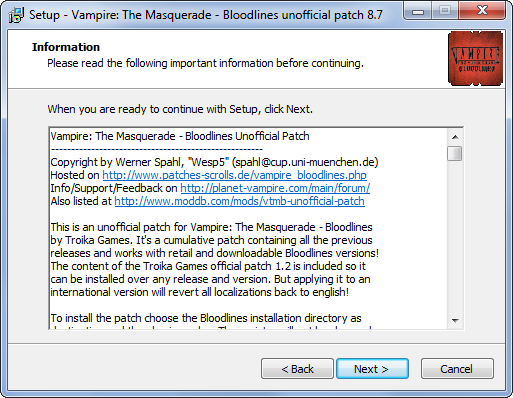 Setup - Vampire: The Masquerade - Bloodlines unofficial patch 8.7
Information
Please read the following important information before continuing.
VAMPIRE
BLOODLINES
When you are ready to continue with Setup, click Next.
Vampire: The Masquerade - Bloodlines Unofficial Patch
----------------------------------------------------
Copyright by Werner Spahl, "Wesp5" (spahl@cup.uni-muenchen.de)
Hosted on http://www.patches-scrolls.de/vampire_bloodlines.php
Info/Support/Feedback on http://planet-vampire.com/main/forum/
Also listed at http://www.moddb.com/mods/vtmb-unofficial-patch
This is an unofficial patch for Vampire: The Masquerade - Bloodlines
by Troika Games. It's a cumulative patch containing all the previous
releases and works with retail and downloadable Bloodlines versions!
The content of the Troika Games official patch 1.2 is included so it
can be installed over any release and version. But applying it to an
international version will revert all localizations back to english!
To install the patch choose the Bloodlines installation directory as
< Back
Next >
Cancel